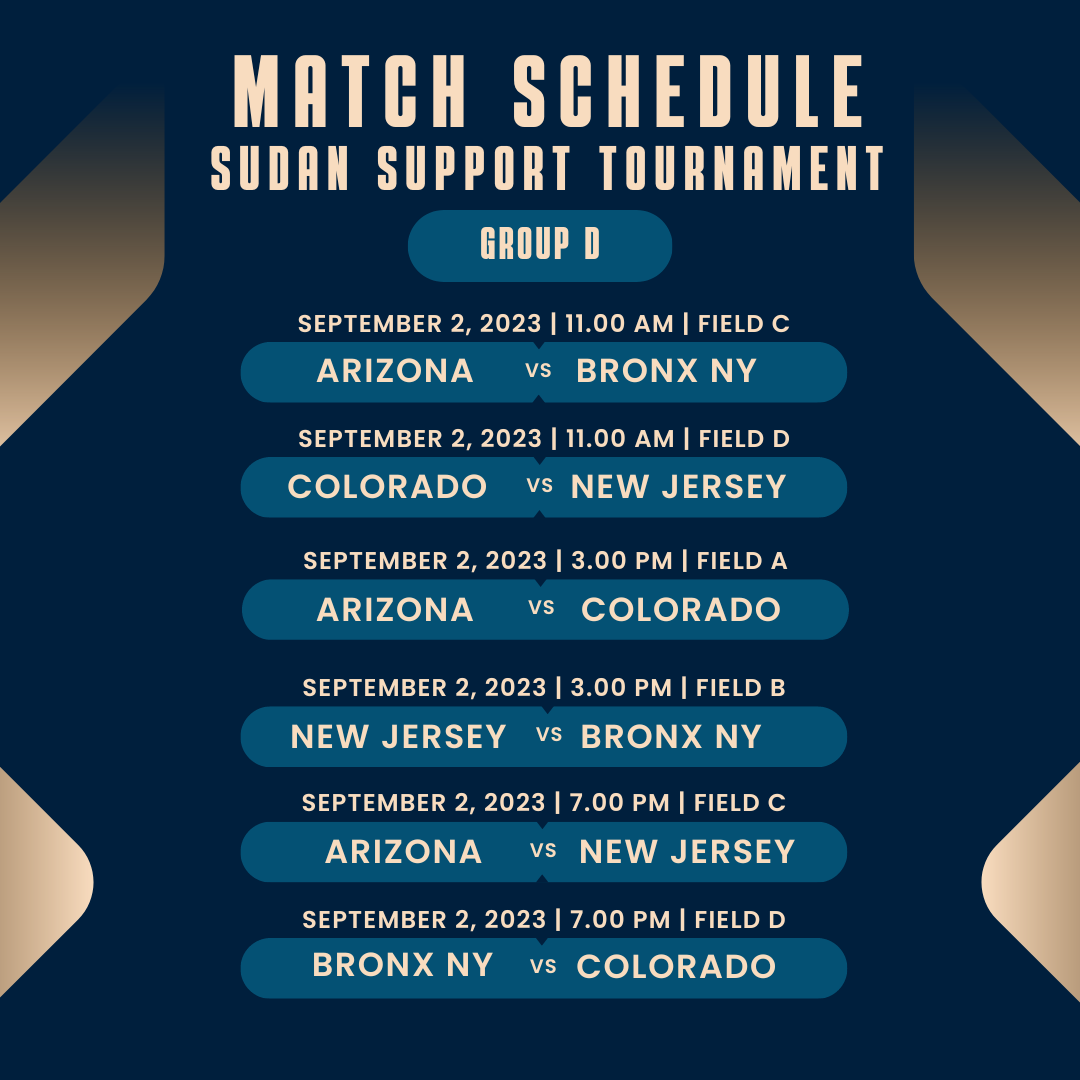 MATCH SCHEDULE
SUDAN SUPPORT TOURNAMENT
GROUP D
SEPTEMBER 2, 2023 | 11.00 AM | FIELD C
ARIZONA VS BRONX NY
SEPTEMBER 2, 2023 | 11.00 AM | FIELD D
COLORADO VS NEW JERSEY
SEPTEMBER 2, 2023 | 3.00 PM | FIELD A
ARIZONA VS COLORADO
SEPTEMBER 2, 2023 | 3.00 PM | FIELD B
NEW JERSEY VS BRONX NY
SEPTEMBER 2, 2023 | 7.00 PM | FIELD C
ARIZONA VS NEW JERSEY
SEPTEMBER 2, 2023 | 7.00 PM | FIELD D
BRONX NY VS COLORADO